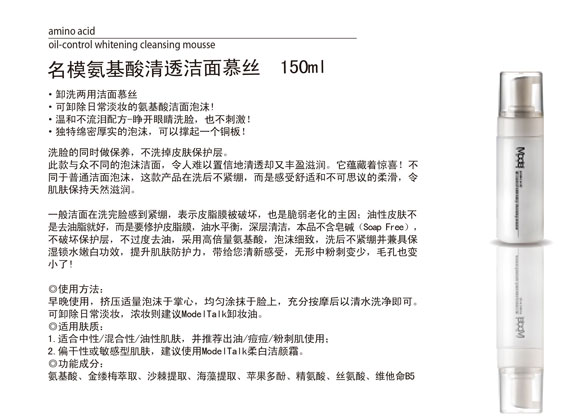 amino acid
oil-control whitening cleansing mousse
名模氨基酸清透洁面慕丝 150ml
·卸洗两用洁面慕丝
·可卸除日常淡妆的氨基酸洁面泡沫!
·温和不流泪配方-睁开眼睛洗脸, 也不刺激!
·独特绵密厚实的泡沫, 可以撑起一个铜板!
洗脸的同时做保养, 不洗掉皮肤保护层。
此款与众不同的泡沫洁面, 令人难以置信地清透却又丰盈滋润。它蕴藏着惊喜! 不
同于普通洁面泡沫, 这款产品在洗后不紧绷, 而是感受舒适和不可思议的柔滑, 令
肌肤保持天然滋润。
一般洁面在洗完脸感到紧绷, 表示皮脂膜被破坏, 也是脆弱老化的主因; 油性皮肤不
是去油脂就好, 而是要修护皮脂膜, 油水平衡, 深层清洁, 本品不含皂碱(Soap Free),
不破坏保护层, 不过度去油, 采用高倍量氨基酸, 泡沫细致, 洗后不紧绷并兼具保
湿锁水嫩白功效, 提升肌肤防护力, 带给您清新感受, 无形中粉刺变少, 毛孔也变
小了!
◎使用方法:
早晚使用, 挤压适量泡沫于掌心, 均匀涂抹于脸上, 充分按摩后以清水洗净即可。
可卸除日常淡妆, 浓妆则建议ModelTalk卸妆油。
◎适用肤质:
1.适合中性/混合性/油性肌肤, 并推荐出油/痘痘/粉刺肌使用;
2.偏干性或敏感型肌肤, 建议使用ModelTalk柔白洁颜霜。
◎功能成分:
氨基酸、金缕梅萃取、沙棘提取、海藻提取、苹果多酚、精氨酸、丝氨酸、维他命B5